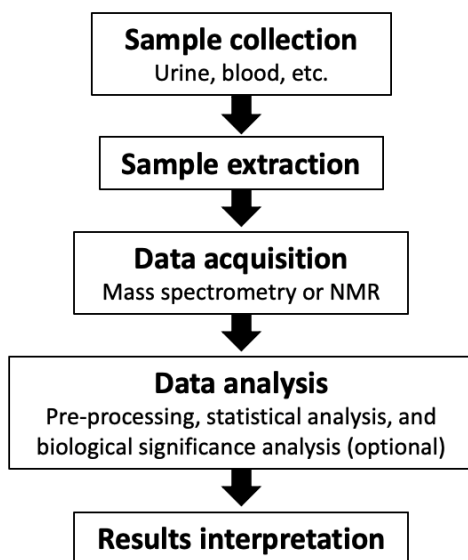 Sample collection
Urine, blood, etc.
Sample extraction
Data acquisition
Mass spectrometry or NMR
Data analysis
Pre-processing, statistical analysis, and
biological significance analysis (optional)
Results interpretation